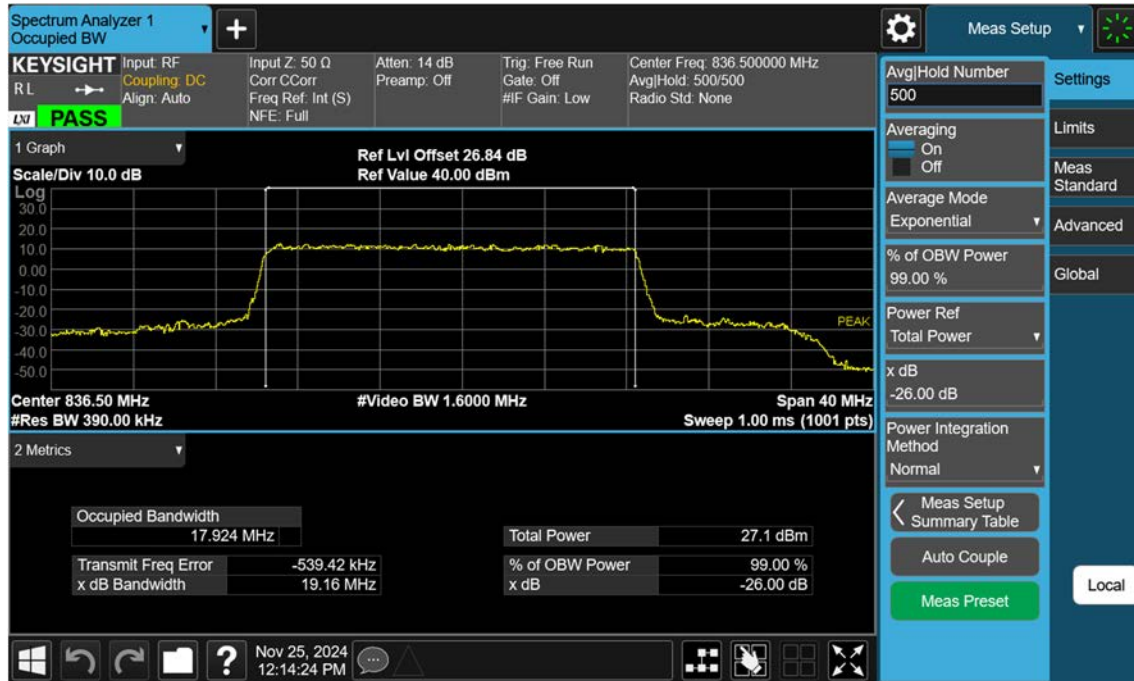 Spectrum Analyzer 1
Occupied BW
+
Meas Setup
KEYSIGHT
RL
LXI PASS
Input: RF
Coupling: DC
Align: Auto
Input Z: 50 Ω
Corr CCorr
Freq Ref: Int (S)
NFE: Full
Atten: 14 dB
Preamp: Off
Trig: Free Run
Gate: Off
#IF Gain: Low
Center Freq: 836.500000 MHz
Avg|Hold: 500/500
Radio Std: None
1 Graph
Scale/Div 10.0 dB
Ref Lvl Offset 26.84 dB
Ref Value 40.00 dBm
Log
30.0
20.0
10.0
0.00
-10.0
-20.0
-30.0
-40.0
-50.0
PEAK
Center 836.50 MHz
#Video BW 1.6000 MHz
Span 40 MHz
#Res BW 390.00 kHz
Sweep 1.00 ms (1001 pts)
2 Metrics
Occupied Bandwidth
17.924 MHz
Total Power 27.1 dBm
Transmit Freq Error -539.42 kHz
% of OBW Power 99.00 %
x dB Bandwidth 19.16 MHz
x dB -26.00 dB
Avg|Hold Number
500
Averaging
On
Off
Average Mode
Exponential
% of OBW Power
99.00 %
Power Ref
Total Power
x dB
-26.00 dB
Power Integration
Method
Normal
Meas Setup
Summary Table
Auto Couple
Meas Preset
Settings
Limits
Meas
Standard
Advanced
Global
Local
?
Nov 25, 2024
12:14:24 PM